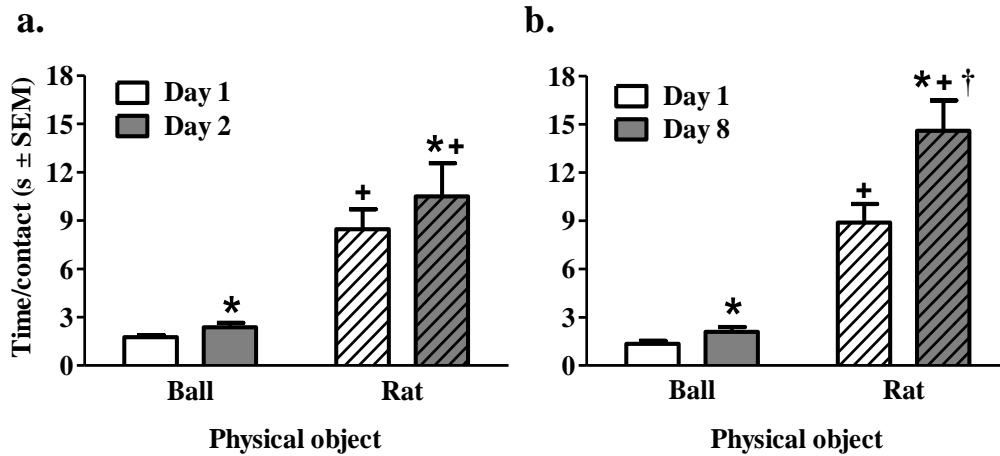 a.
Time/contact (s ± SEM)
18
15
12
9
6
3
0
Day 1
Day 2
*
+
*+
Ball
Rat
Physical object
b.
18
15
12
9
6
3
0
Day 1
Day 8
*
+
*+ †
Ball
Rat
Physical object